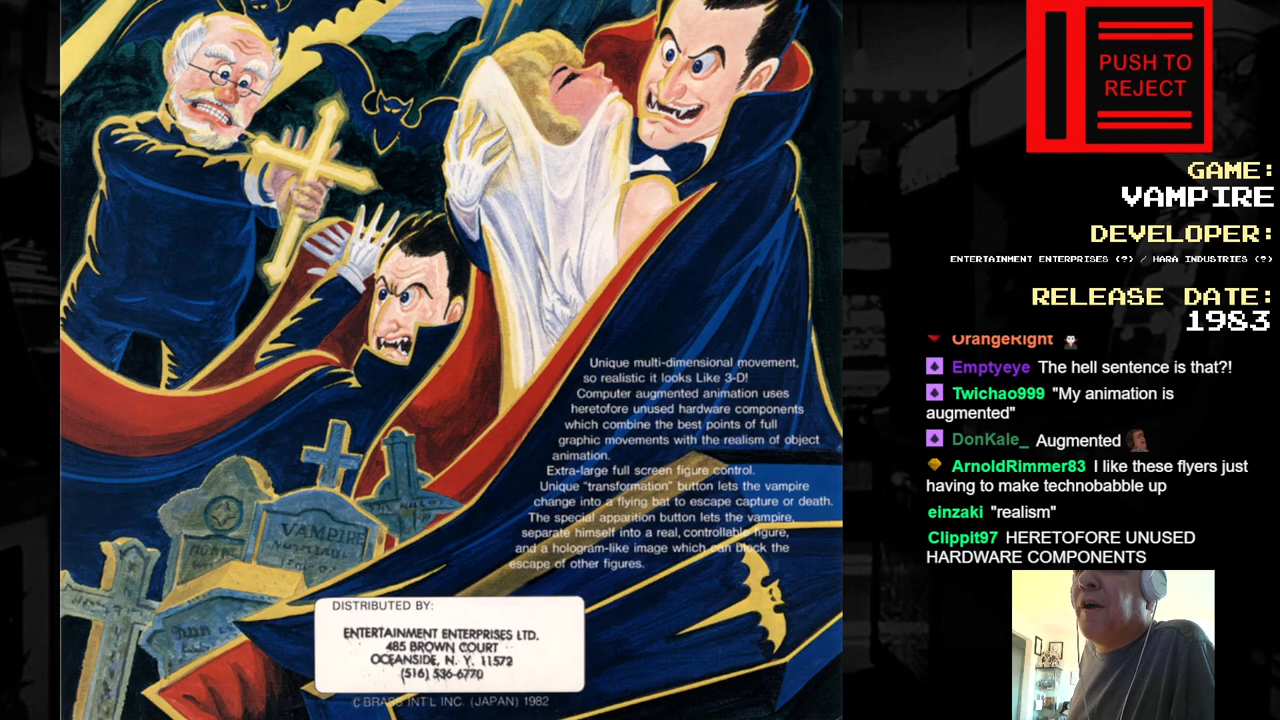 PUSH TO
REJECT
GAME:
VAMPIRE
DEVELOPER:
ENTERTAINMENT ENTERPRISES (?) / HARA INDUSTRIES (?)
RELEASE DATE:
1983
OrangeRight
Emptyeye The hell sentence is that?!
Twichao999 "My animation is
augmented"
DonKale_ Augmented
ArnoldRimmer83 I like these flyers just
having to make technobabble up
einzaki "realism"
ClippIt97 HERETOFORE UNUSED
HARDWARE COMPONENTS
Unique multi-dimensional movement,
so realistic it looks Like 3-D!
Computer augmented animation uses
heretofore unused hardware components
which combine the best points of full
graphic movements with the realism of object
animation.
Extra-large full screen figure control.
Unique "transformation" button lets the vampire
change into a flying bat to escape capture or death.
The special apparition button lets the vampire,
separate himself into a real, controllable figure,
and a hologram-like image which can block the
escape of other figures.
VAMPIRE
DISTRIBUTED BY:
ENTERTAINMENT ENTERPRISES LTD.
485 BROWN COURT
OCEANSIDE, N. Y. 11572
(516) 536-6770
© BRASS INT'L INC. (JAPAN) 1982